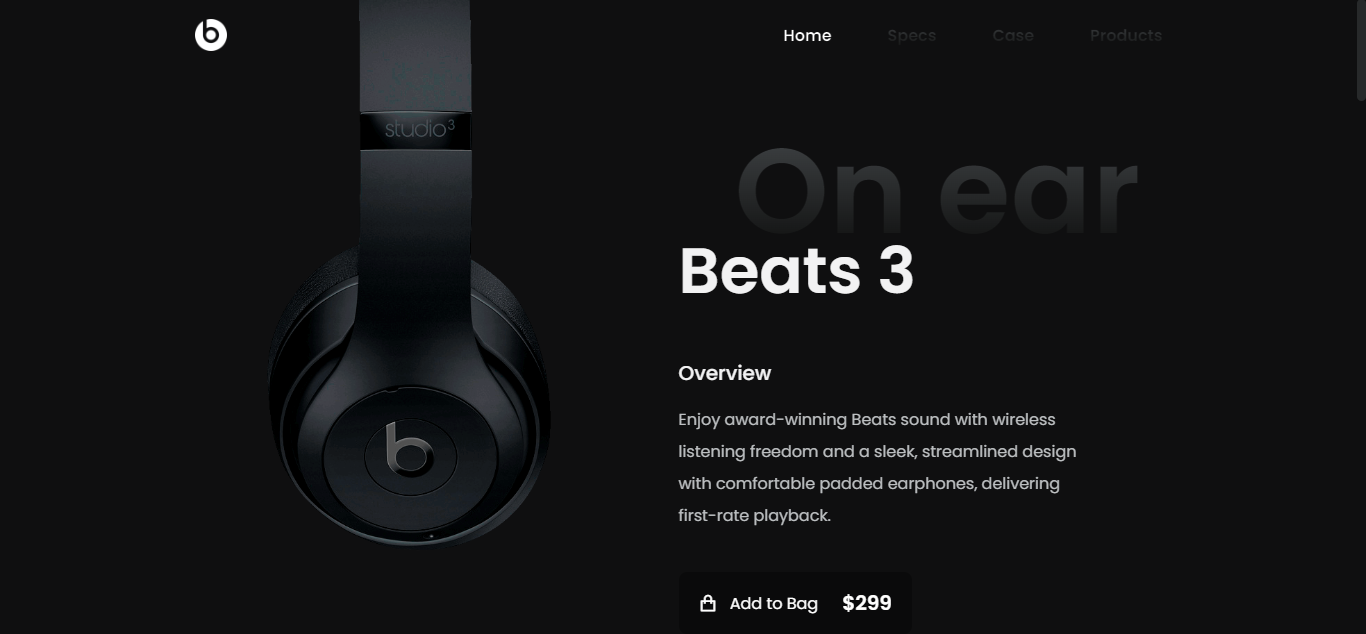 Home Specs Case Products
studio3
On ear
Beats 3
Overview
Enjoy award-winning Beats sound with wireless
listening freedom and a sleek, streamlined design
with comfortable padded earphones, delivering
first-rate playback.
Add to Bag $299